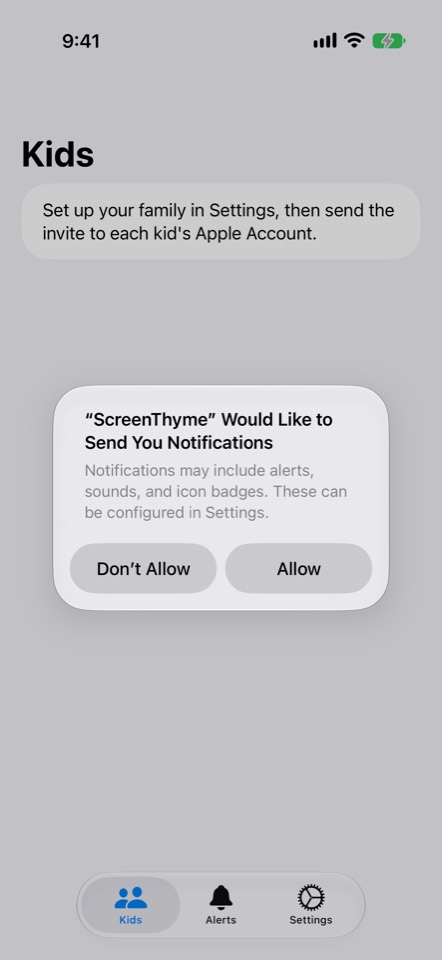 9:41
Kids
Set up your family in Settings, then send the
invite to each kid's Apple Account.
“ScreenThyme” Would Like to
Send You Notifications
Notifications may include alerts,
sounds, and icon badges. These can
be configured in Settings.
Don’t Allow
Allow
Kids
Alerts
Settings